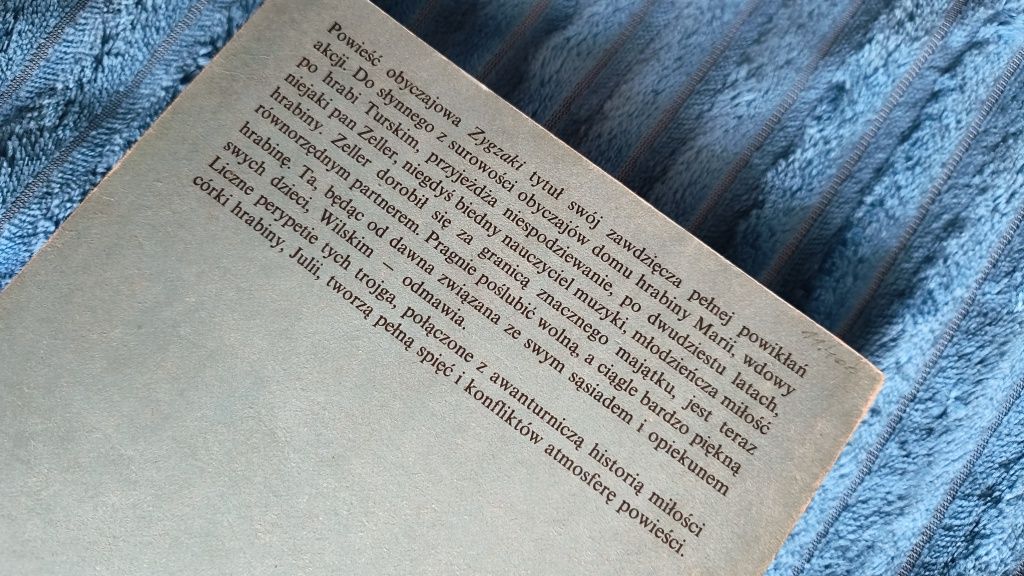 Powieść obyczajowa Zygzaki tytuł swój zawdzięcza pełnej powikłań
akcji. Do słynnego z surowości obyczajów domu hrabiny Marii, wdowy
po hrabi Turskim, przyjeżdża niespodziewanie, po dwudziestu latach,
niejaki pan Zeller, niegdyś biedny nauczyciel muzyki, młodzieńcza miłość
hrabiny. Zeller dorobił się za granicą znacznego majątku, jest teraz
równorzędnym partnerem. Pragnie poślubić wolną, a ciągle bardzo piękną
hrabinę. Ta, będąc od dawna związana ze swym sąsiadem i opiekunem
swych dzieci, Wilskim – odmawia.
Liczne perypetie tych trojga, połączone z awanturniczą historią miłości
córki hrabiny, Julii, tworzą pełną spięć i konfliktów atmosferę powieści.